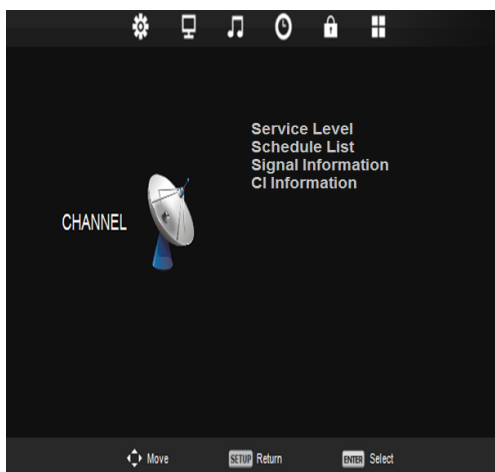 Service Level
Schedule List
Signal Information
CI Information
CHANNEL
Move SETUP Return ENTER Select